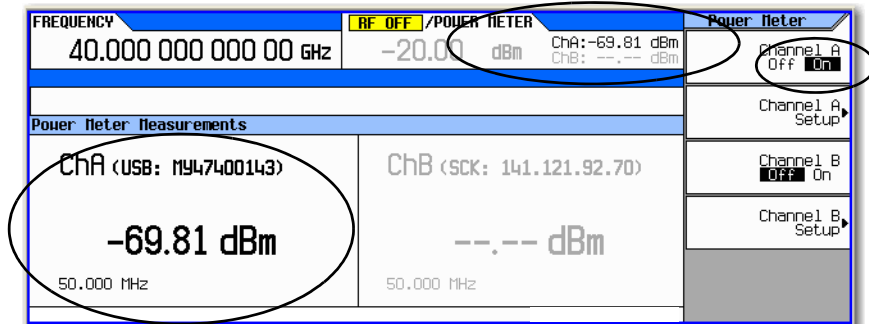 FREQUENCY
40.000 000 000 00 GHz
RF OFF /POWER METER
-20.00 dBm
ChA:-69.81 dBm
ChB: --.-- dBm
Power Meter Measurements
ChA (USB: MY47400143)
-69.81 dBm
50.000 MHz
ChB (SCK: 141.121.92.70)
--.-- dBm
50.000 MHz
Power Meter
Channel A
Off On
Channel A
Setup
Channel B
Off On
Channel B
Setup